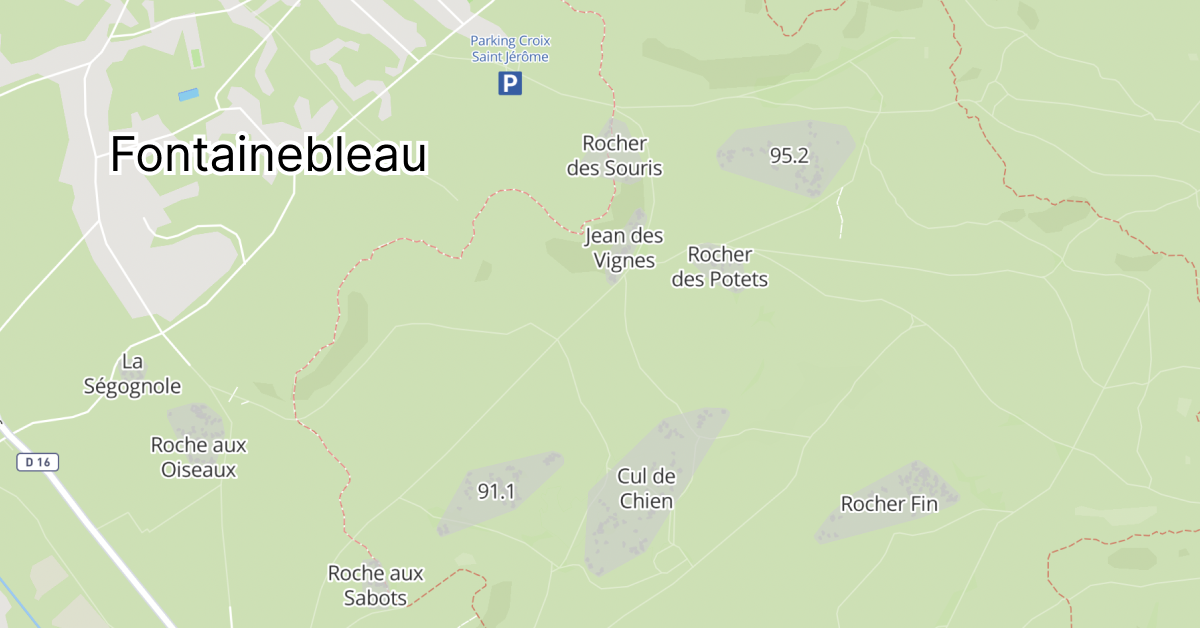 Parking Croix
Saint Jérôme
P
Fontainebleau
Rocher
des Souris
95.2
Jean des
Vignes
Rocher
des Potets
La
Ségognole
Roche aux
Oiseaux
D 16
91.1
Cul de
Chien
Rocher Fin
Roche aux
Sabots